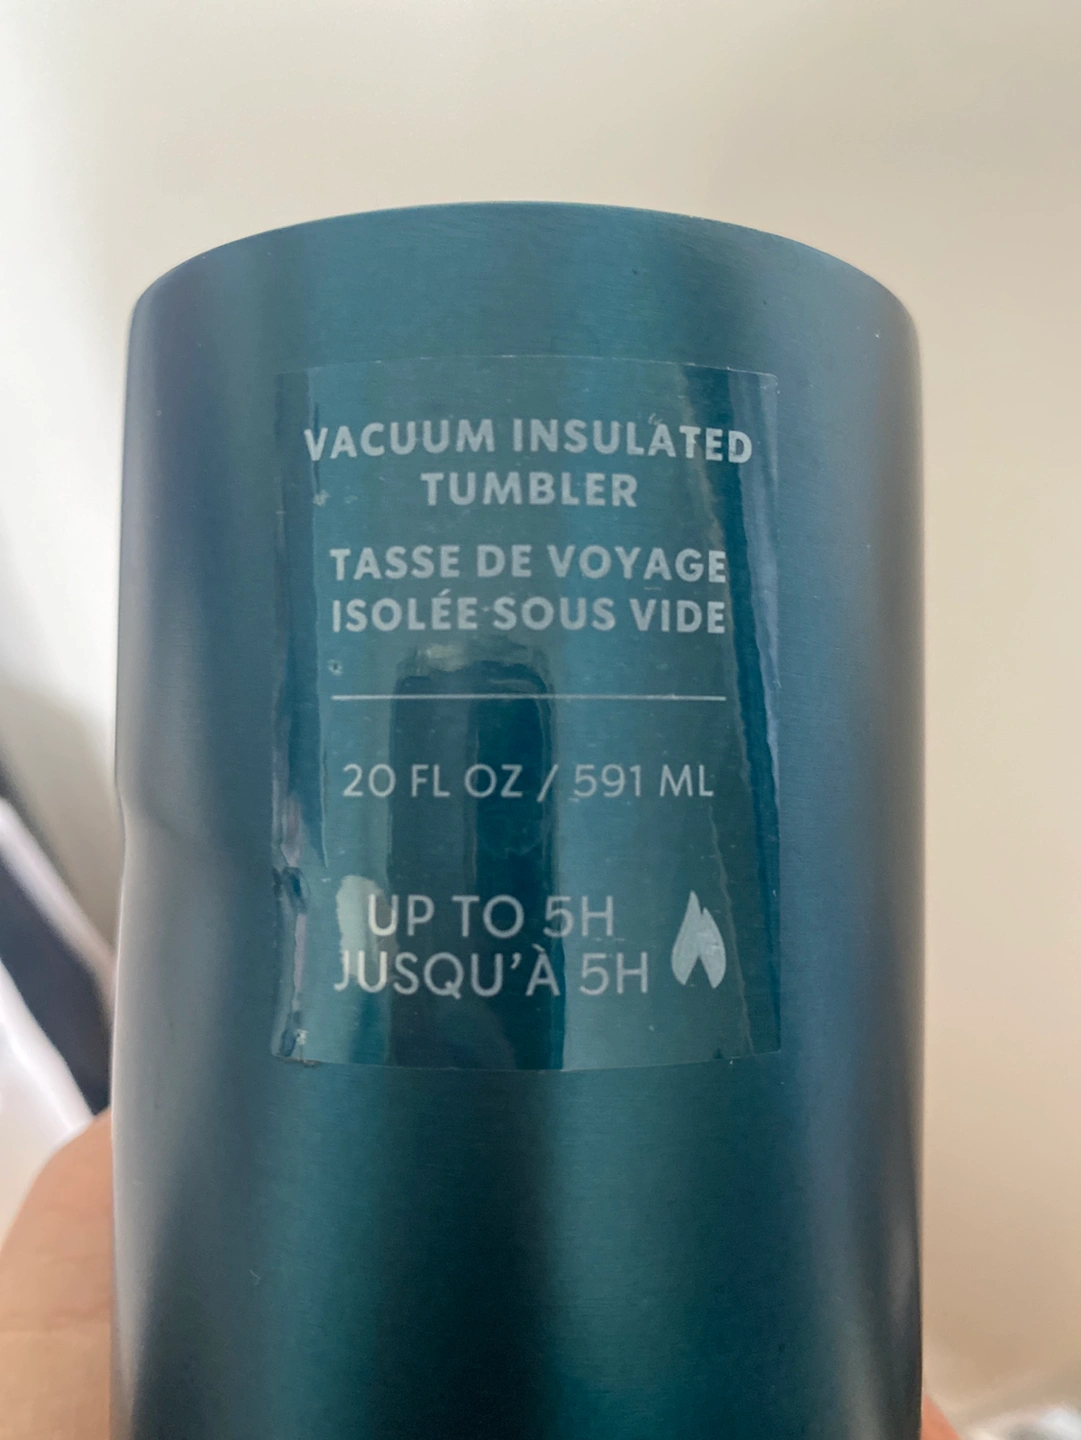 VACUUM INSULATED
TUMBLER
TASSE DE VOYAGE
ISOLÉE SOUS VIDE
20 FL OZ / 591 ML
UP TO 5H
JUSQU'À 5H